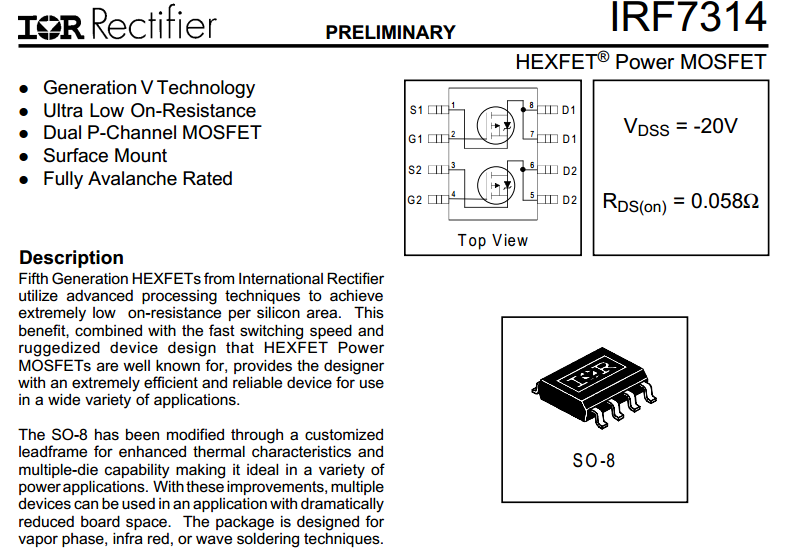 IOR Rectifier
PRELIMINARY
IRF7314
HEXFET® Power MOSFET
● Generation V Technology
● Ultra Low On-Resistance
● Dual P-Channel MOSFET
● Surface Mount
● Fully Avalanche Rated
S1 1 8 D1
G1 2 7 D1
S2 3 6 D2
G2 4 5 D2
Top View
VDSS = -20V
RDS(on) = 0.058Ω
Description
Fifth Generation HEXFETs from International Rectifier
utilize advanced processing techniques to achieve
extremely low on-resistance per silicon area. This
benefit, combined with the fast switching speed and
ruggedized device design that HEXFET Power
MOSFETs are well known for, provides the designer
with an extremely efficient and reliable device for use
in a wide variety of applications.
The SO-8 has been modified through a customized
leadframe for enhanced thermal characteristics and
multiple-die capability making it ideal in a variety of
power applications. With these improvements, multiple
devices can be used in an application with dramatically
reduced board space. The package is designed for
vapor phase, infra red, or wave soldering techniques.
IOR
SO-8